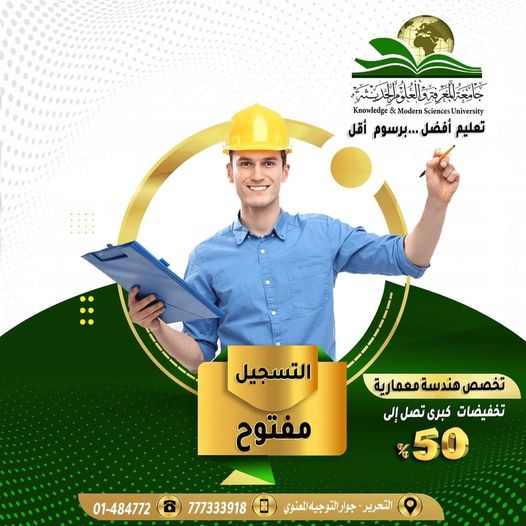 جامعة المعرفة والعلوم الحديثة
Knowledge & Modern Sciences University
تعليم أفضل ...برسوم أقل
التسجيل
مفتوح
تخصص هندسة معمارية
تخفيضات كبرى تصل إلى
50%
التحرير - جوار التوجيه المعنوي 777333918 01-484772